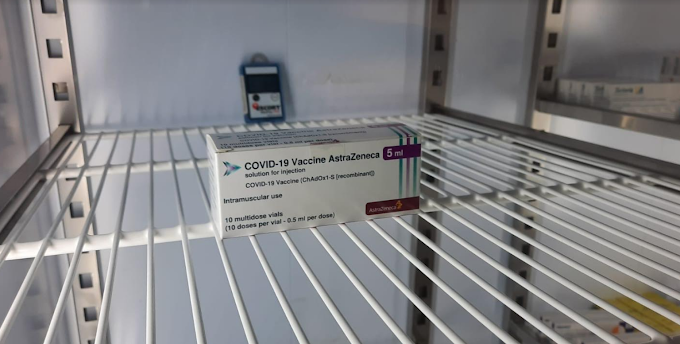 COVID-19 Vaccine AstraZeneca 5 ml
solution for injection
COVID-19 Vaccine (ChAdOx1-S [recombinant])
Intramuscular use
10 multidose vials
(10 doses per vial - 0.5 ml per dose)
AstraZeneca